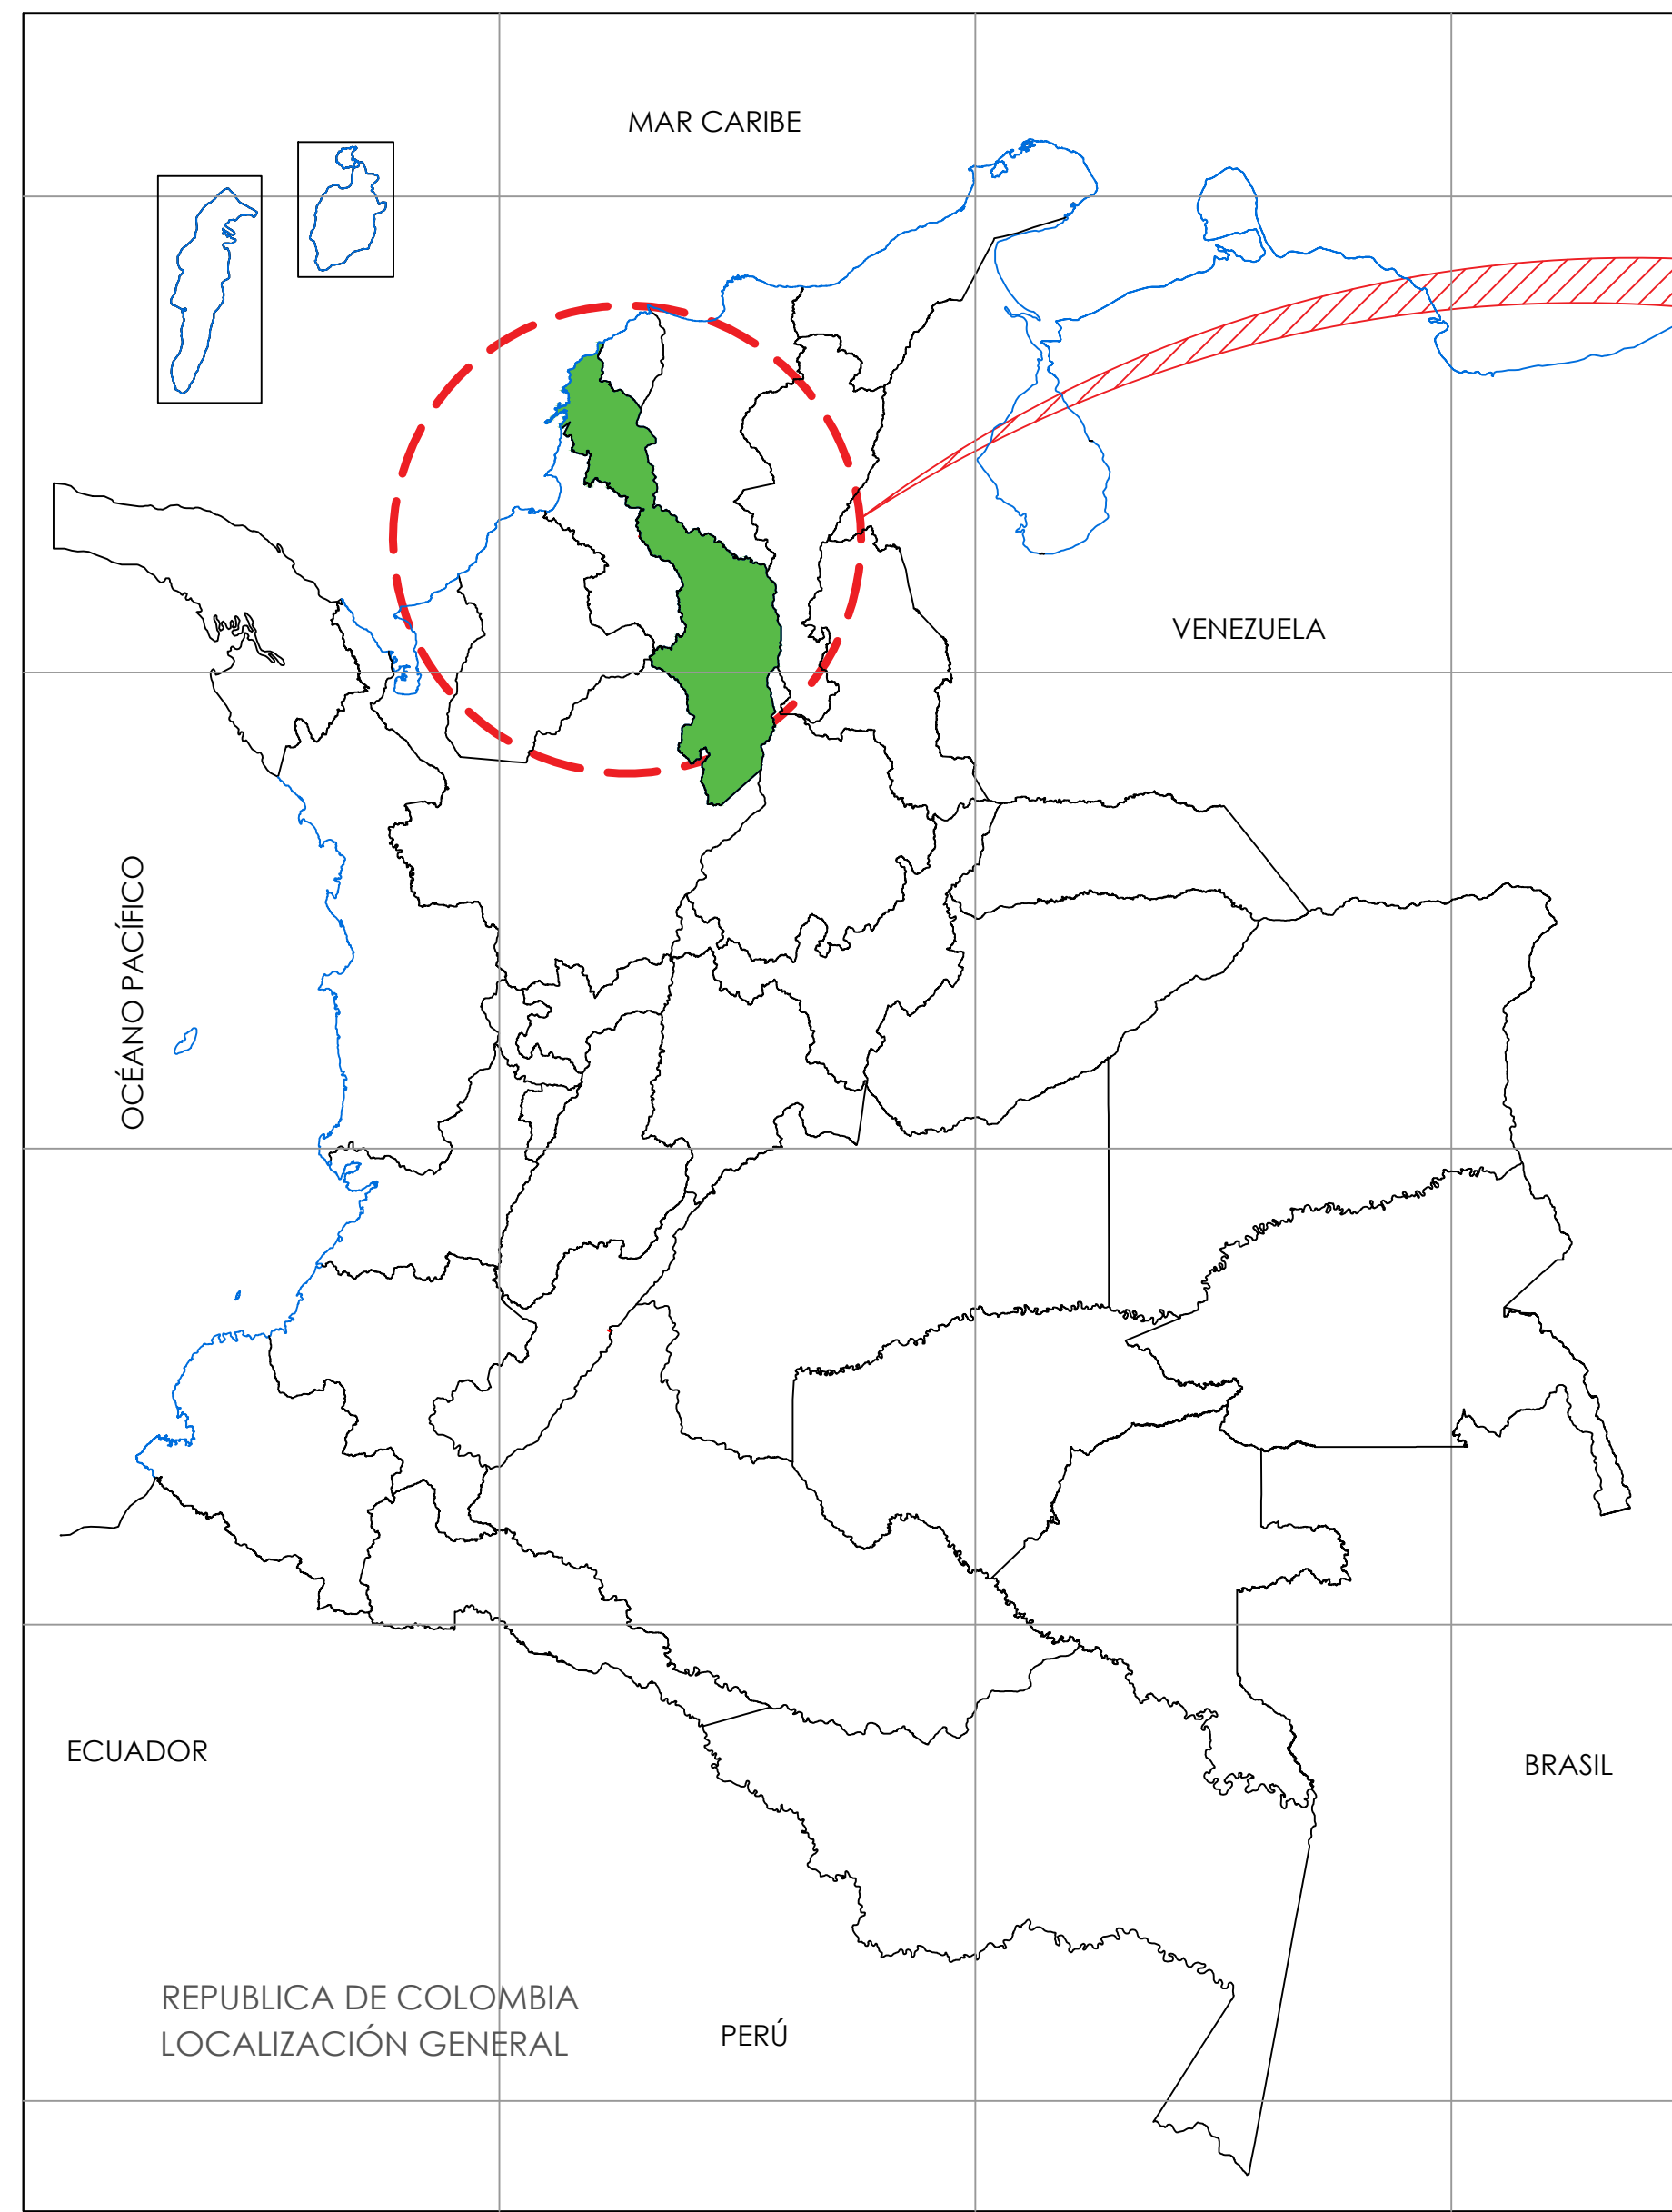 MAR CARIBE
VENEZUELA
OCÉANO PACÍFICO
ECUADOR
BRASIL
REPUBLICA DE COLOMBIA
LOCALIZACIÓN GENERAL
PERÚ